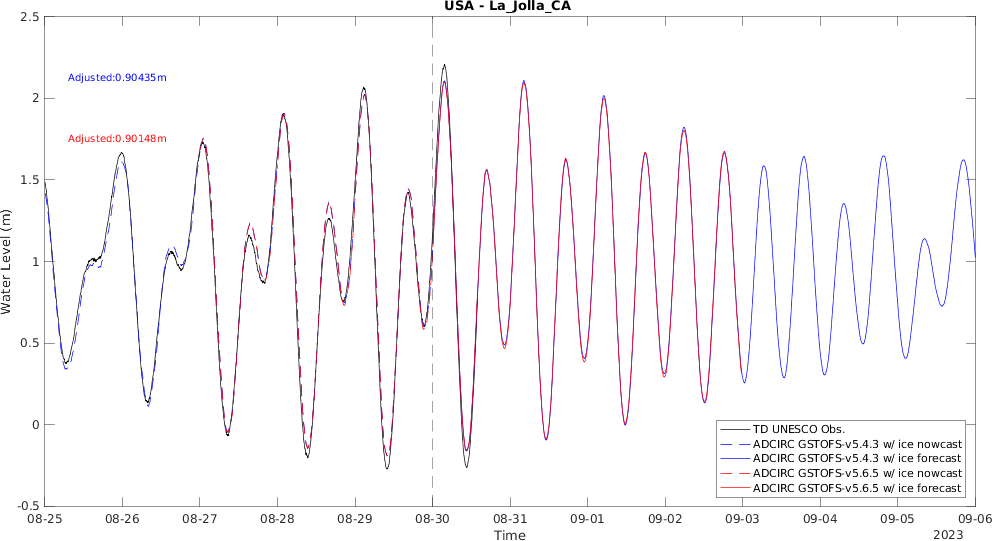 USA - La_Jolla_CA
2.5
2
1.5
1
0.5
0
-0.5
Water Level (m)
Adjusted:0.90435m
Adjusted:0.90148m
TD UNESCO Obs.
ADCIRC GSTOFS-v5.4.3 w/ ice nowcast
ADCIRC GSTOFS-v5.4.3 w/ ice forecast
ADCIRC GSTOFS-v5.6.5 w/ ice nowcast
ADCIRC GSTOFS-v5.6.5 w/ ice forecast
08-25 08-26 08-27 08-28 08-29 08-30 08-31 09-01 09-02 09-03 09-04 09-05 09-06
Time
2023